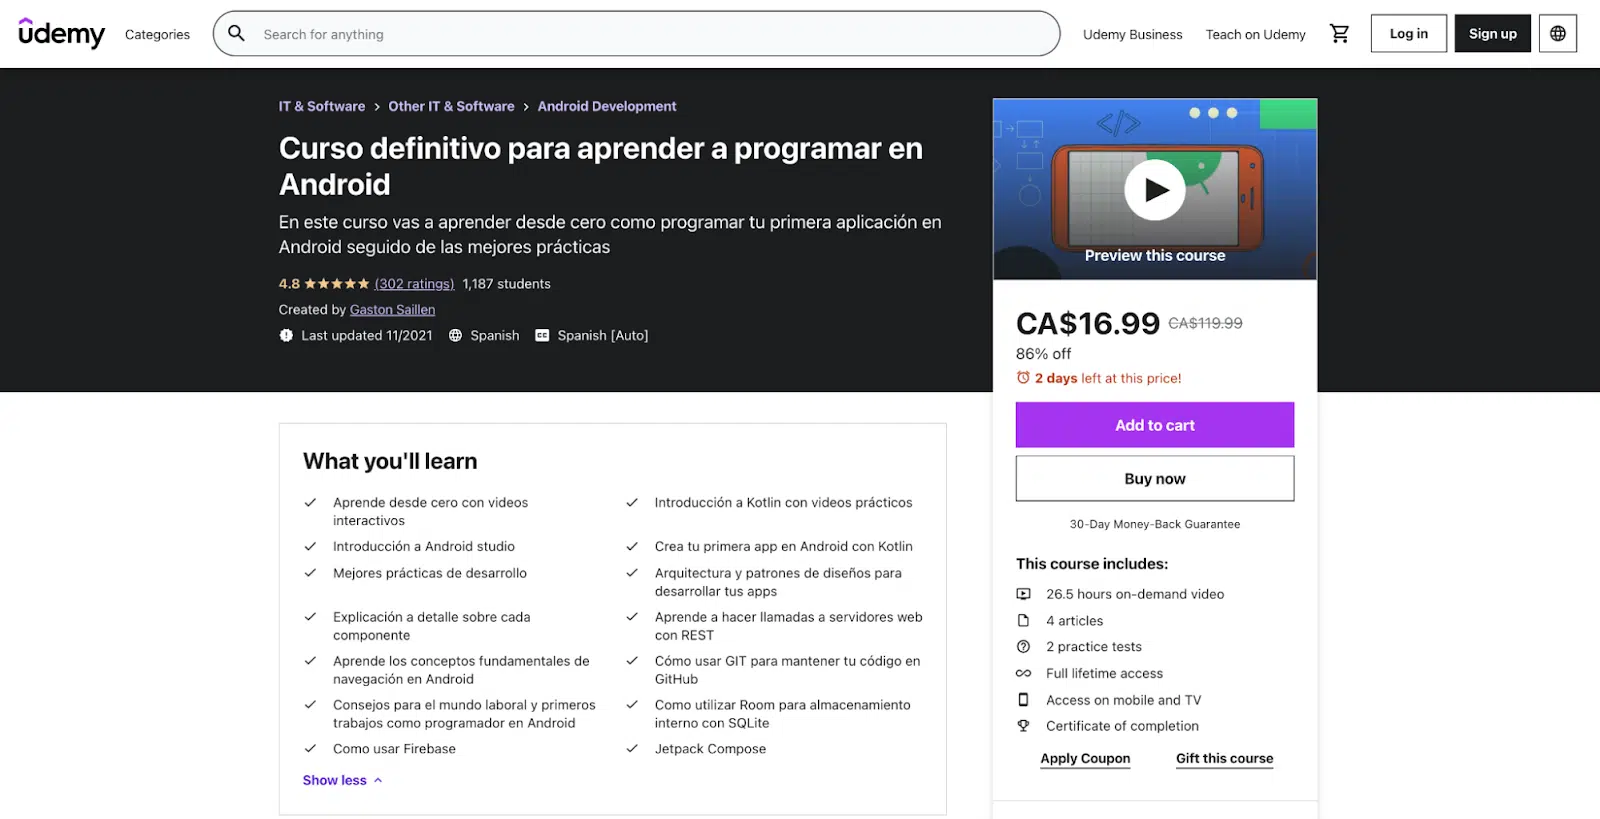 udemy
Categories
Search for anything
Udemy Business
Teach on Udemy
Log in
Sign up
IT & Software > Other IT & Software > Android Development
Curso definitivo para aprender a programar en
Android
En este curso vas a aprender desde cero como programar tu primera aplicación en
Android seguido de las mejores prácticas
4.8 ★★★★★ (302 ratings) 1,187 students
Created by Gaston Saillen
Last updated 11/2021 Spanish CC Spanish [Auto]
</>
Preview this course
CA$16.99 CA$119.99
86% off
2 days left at this price!
Add to cart
Buy now
30-Day Money-Back Guarantee
This course includes:
26.5 hours on-demand video
4 articles
2 practice tests
Full lifetime access
Access on mobile and TV
Certificate of completion
Apply Coupon
Gift this course
What you'll learn
Aprende desde cero con videos
interactivos
Introducción a Kotlin con videos prácticos
Introducción a Android studio
Crea tu primera app en Android con Kotlin
Mejores prácticas de desarrollo
Arquitectura y patrones de diseños para
desarrollar tus apps
Explicación a detalle sobre cada
componente
Aprende a hacer llamadas a servidores web
con REST
Aprende los conceptos fundamentales de
navegación en Android
Cómo usar GIT para mantener tu código en
GitHub
Consejos para el mundo laboral y primeros
trabajos como programador en Android
Como utilizar Room para almacenamiento
interno con SQLite
Como usar Firebase
Jetpack Compose
Show less